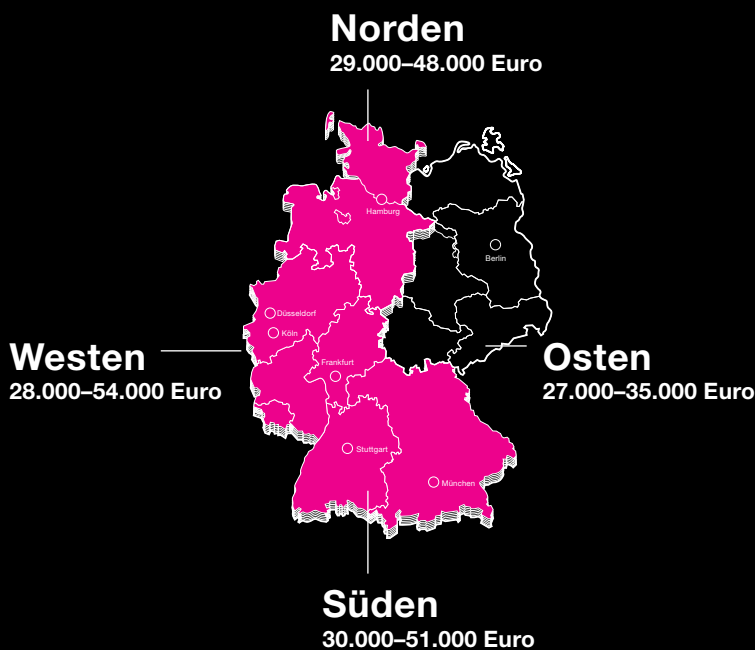 Norden
29.000–48.000 Euro
Hamburg
Berlin
Düsseldorf
Köln
Westen
28.000–54.000 Euro
Frankfurt
Osten
27.000–35.000 Euro
Stuttgart
München
Süden
30.000–51.000 Euro